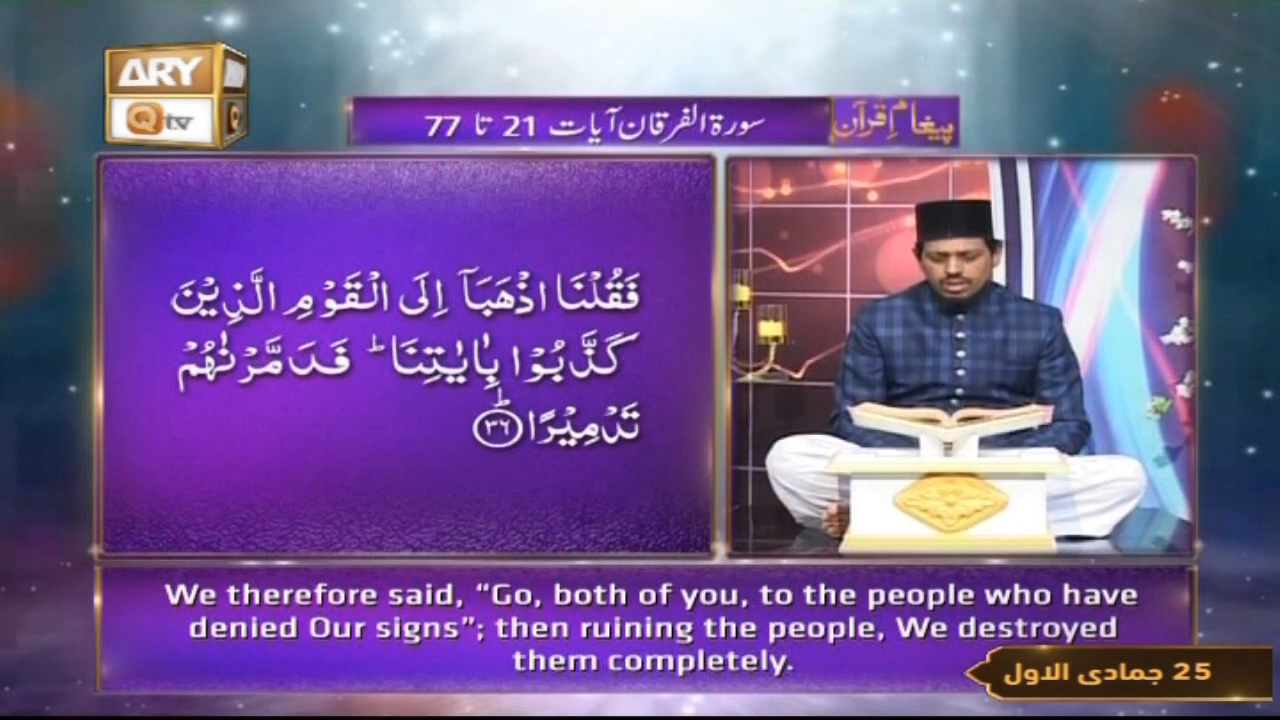 ARY
Qtv
پیغامِ قرآن
سورۃ الفرقان آیات 21 تا 77
فَقُلْنَا اذْهَبَاۤ اِلَى الْقَوْمِ الَّذِيْنَ
كَذَّبُوْا بِاٰيٰتِنَا ؕ فَدَمَّرْنٰهُمْ
تَدْمِيْرًا ؕ ﴿۳۶﴾
We therefore said, “Go, both of you, to the people who have
denied Our signs”; then ruining the people, We destroyed
them completely.
25 جمادی الاول